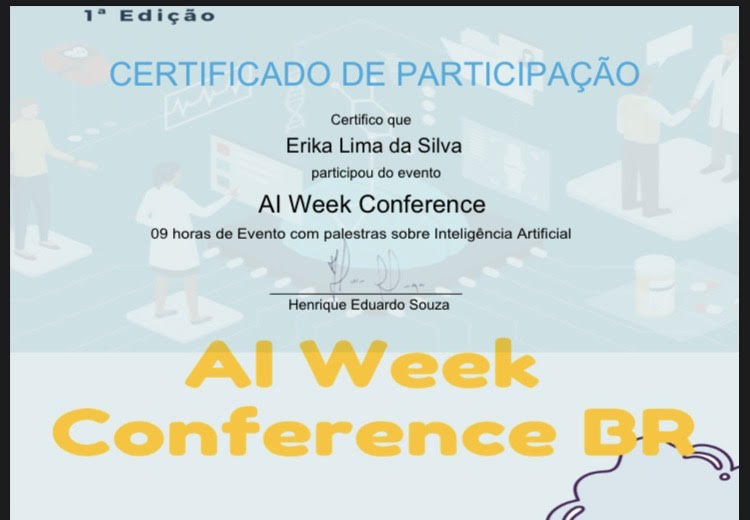 1ª Edição
CERTIFICADO DE PARTICIPAÇÃO
Certifico que
Erika Lima da Silva
participou do evento
AI Week Conference
09 horas de Evento com palestras sobre Inteligência Artificial
Henrique Eduardo Souza
AI Week
Conference BR